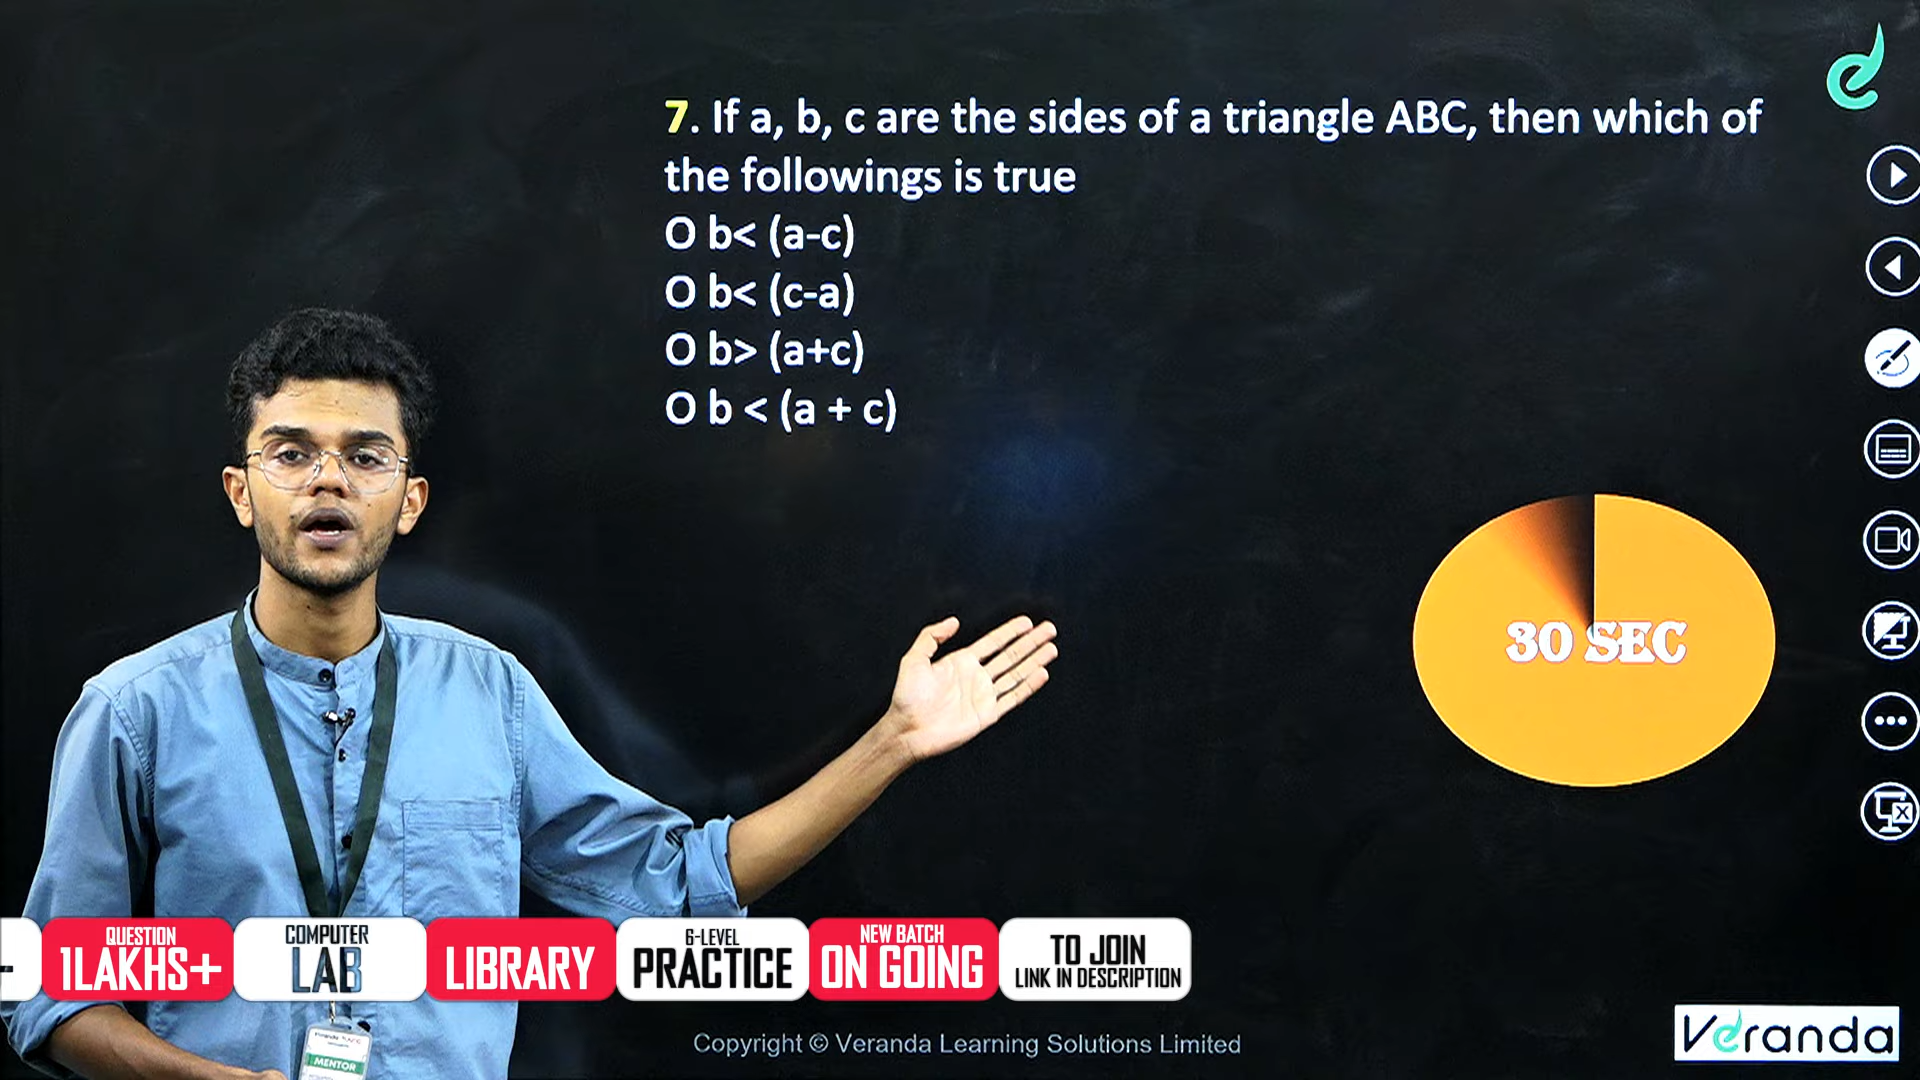 7. If a, b, c are the sides of a triangle ABC, then which of
the followings is true
O b< (a-c)
O b< (c-a)
O b> (a+c)
O b < (a + c)
30 SEC
QUESTION
1LAKHS+
COMPUTER
LAB
LIBRARY
6-LEVEL
PRACTICE
NEW BATCH
ON GOING
TO JOIN
LINK IN DESCRIPTION
MENTOR
Copyright © Veranda Learning Solutions Limited
Veranda